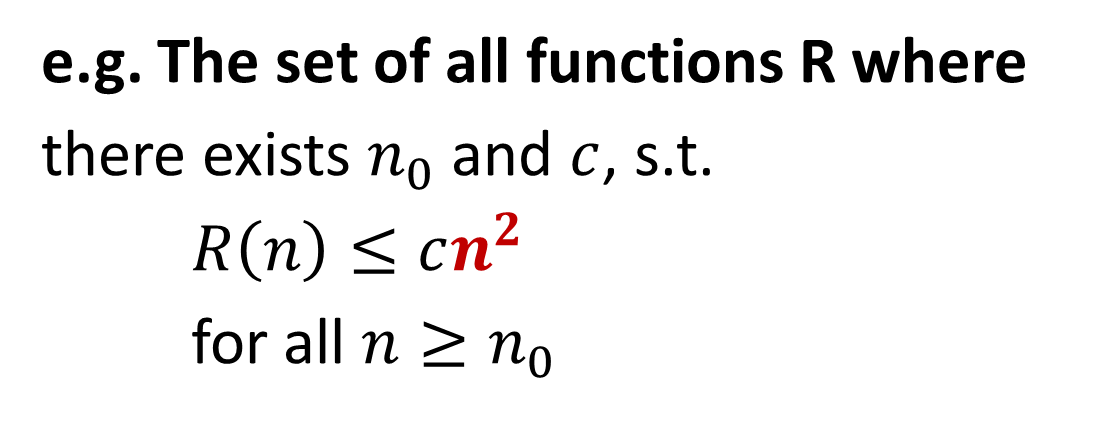 e.g. The set of all functions R where
there exists n₀ and c, s.t.
R(n) ≤ cn²
for all n ≥ n₀